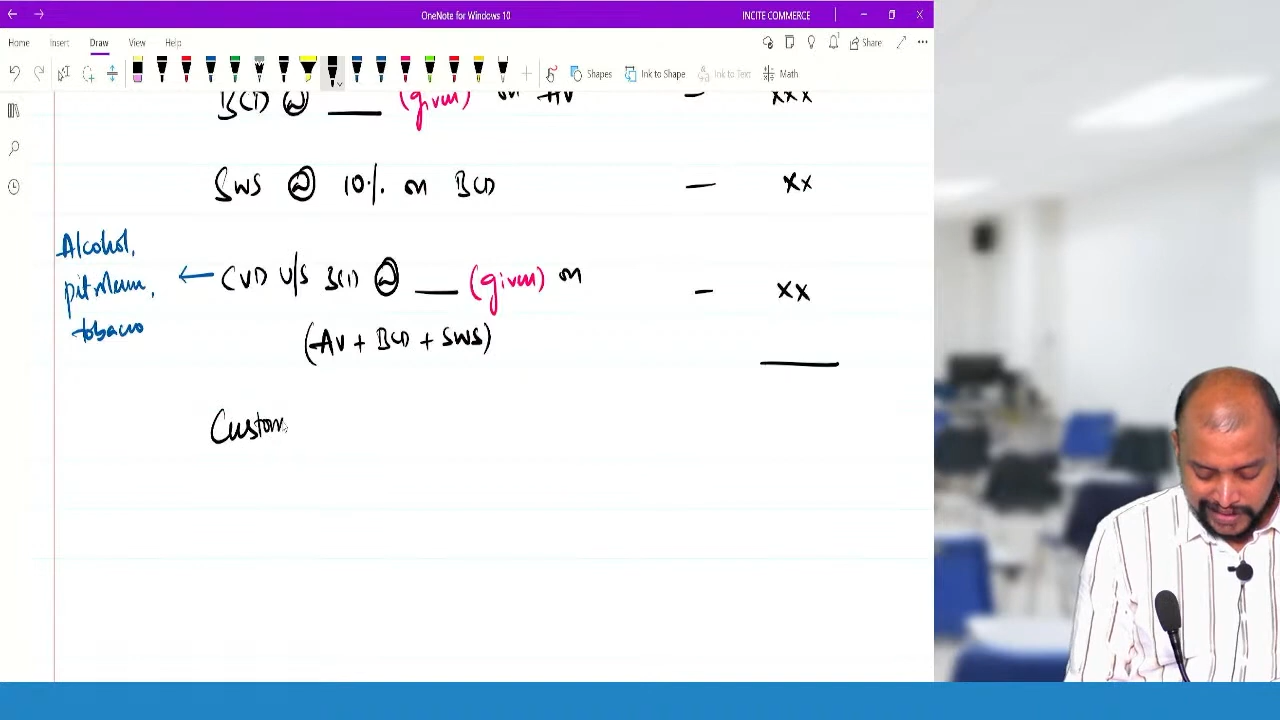 OneNote for Windows 10
INCITE COMMERCE
Home Insert Draw View Help
Share
Shapes Ink to Shape Ink to Text Math
BCD @ ___ (given) on AV — xxx
SWS @ 10% on BCD — xx
Alcohol,
pitroleum,
tobacco
← CVD U/S 3(1) @ ___ (given) on — xx
(AV + BCD + SWS)
Custom